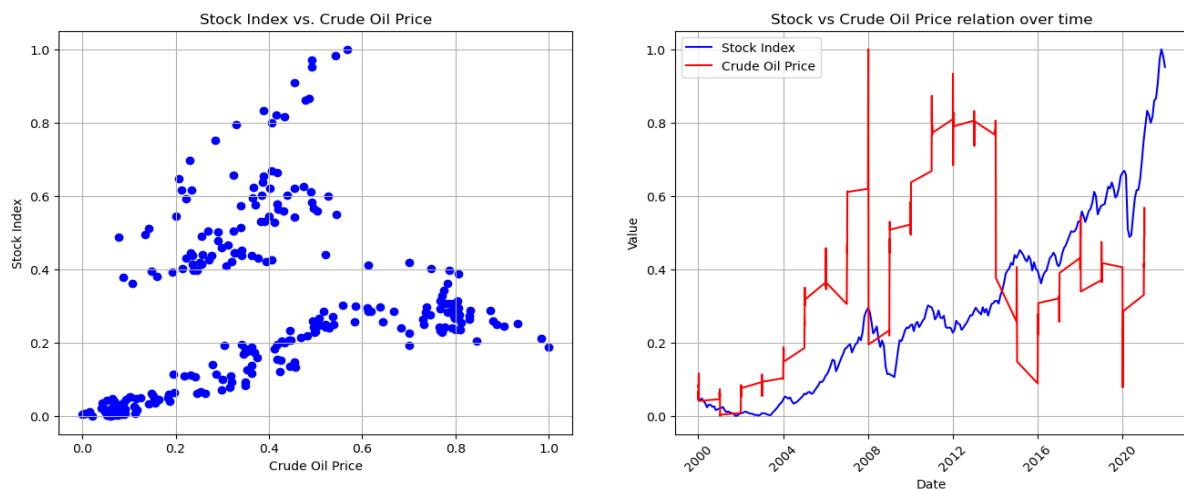 Stock Index vs. Crude Oil Price
Stock Index
1.0
0.8
0.6
0.4
0.2
0.0
0.0 0.2 0.4 0.6 0.8 1.0
Crude Oil Price
Stock vs Crude Oil Price relation over time
Stock Index
Crude Oil Price
Value
1.0
0.8
0.6
0.4
0.2
0.0
2000 2004 2008 2012 2016 2020
Date